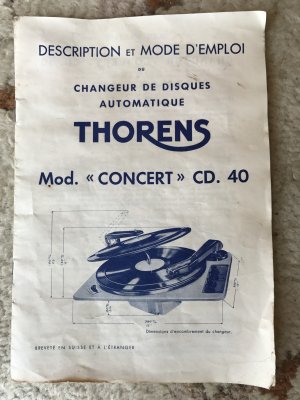 DESCRIPTION ET MODE D'EMPLOI
DU
CHANGEUR DE DISQUES
AUTOMATIQUE
THORENS
Mod. « CONCERT » CD. 40
Dimensions d'encombrement du changeur.
BREVETÉ EN SUISSE ET A L'ÉTRANGER